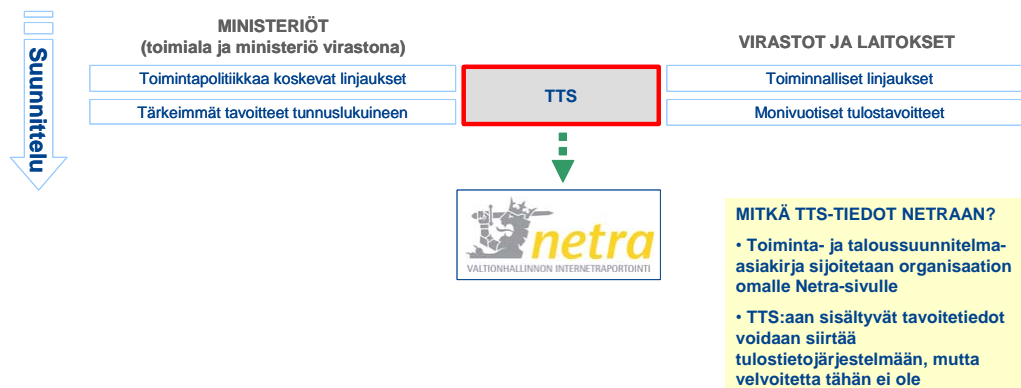 Suunnittelu
MINISTERIÖT
(toimiala ja ministeriö virastona)
VIRASTOT JA LAITOKSET
Toimintapolitiikkaa koskevat linjaukset
TTS
Toiminnalliset linjaukset
Tärkeimmät tavoitteet tunnuslukuineen
Monivuotiset tulostavoitteet
netra
VALTIONHALLINNON INTERNETRAPORTOINTI
MITKÄ TTS-TIEDOT NETRAAN?
• Toiminta- ja taloussuunnitelma-
asiakirja sijoitetaan organisaation
omalle Netra-sivulle
• TTS:aan sisältyvät tavoitetiedot
voidaan siirtää
tulostietojärjestelmään, mutta
velvoitetta tähän ei ole